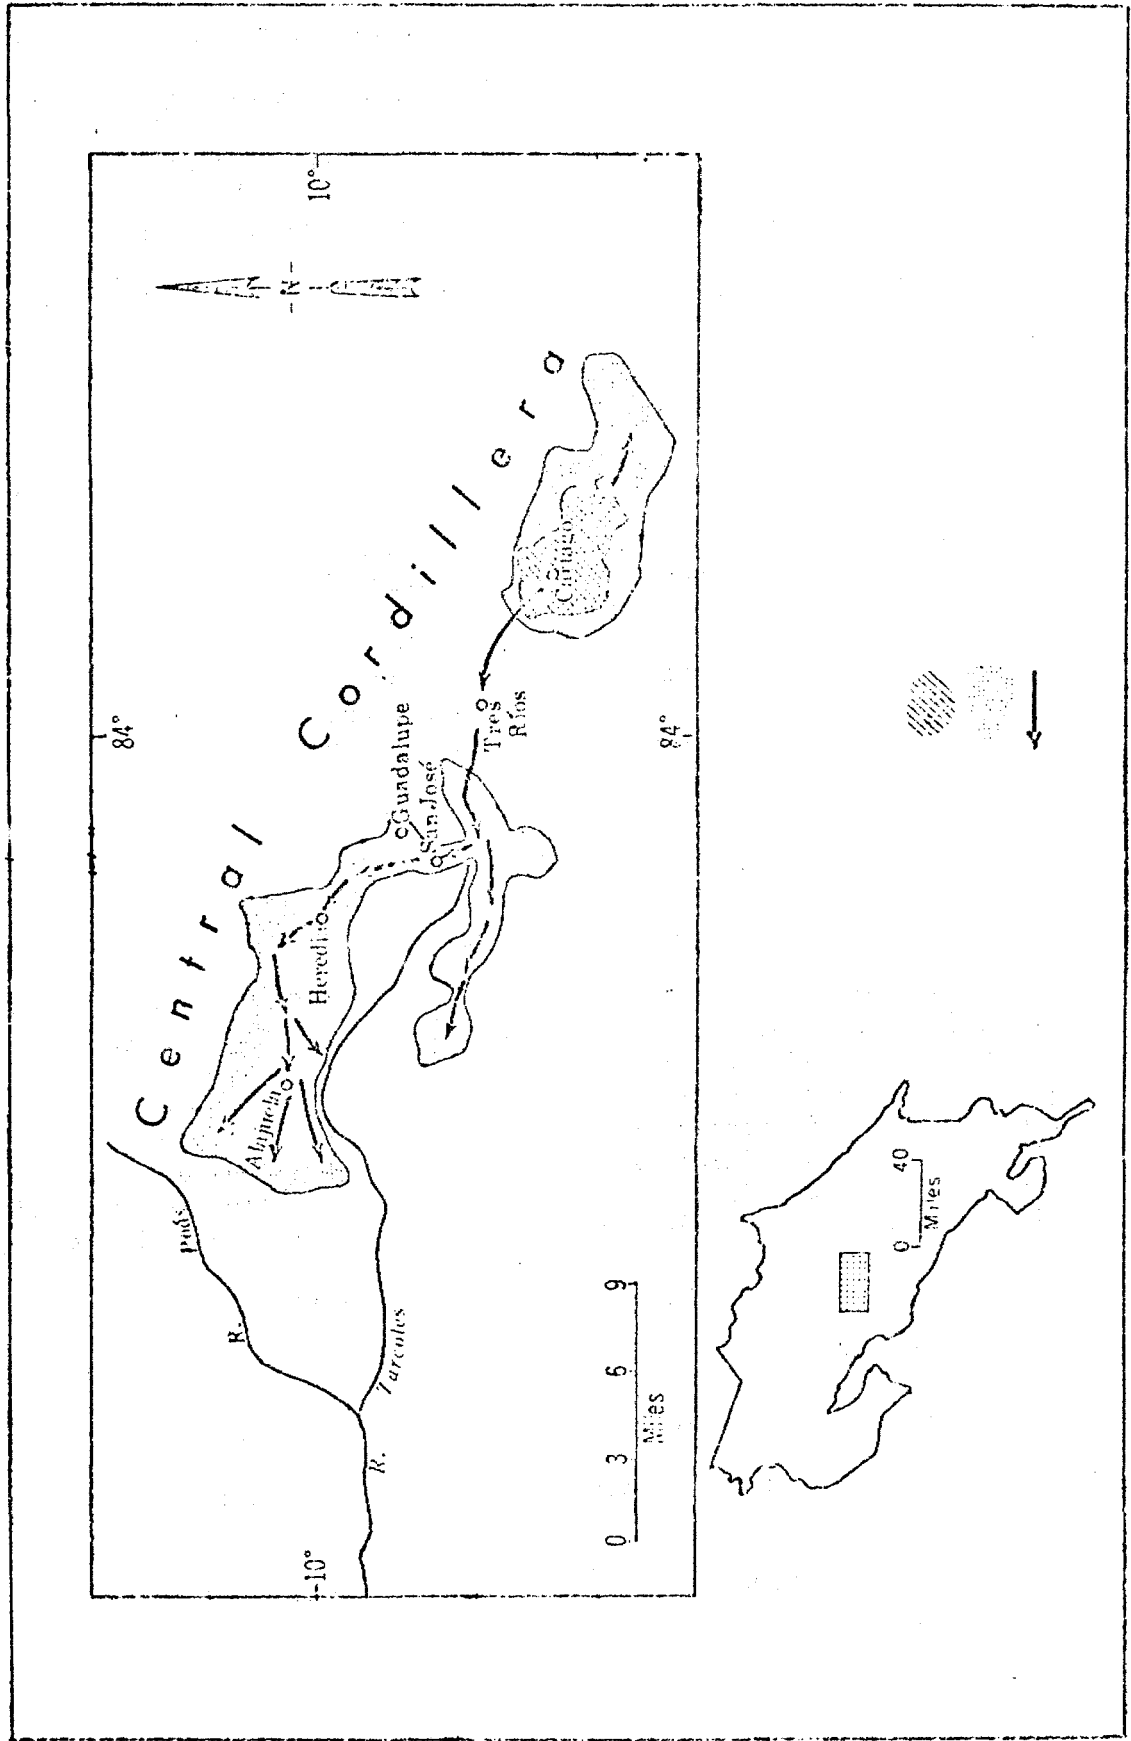 10°
84°
N
Central Cordillera
Guadalupe
San José
Tres
Ríos
Cartago
Heredia
Alajuela
R. Poás
R. Tarcoles
10°
84°
0 3 6 9
Miles
0 40
Miles